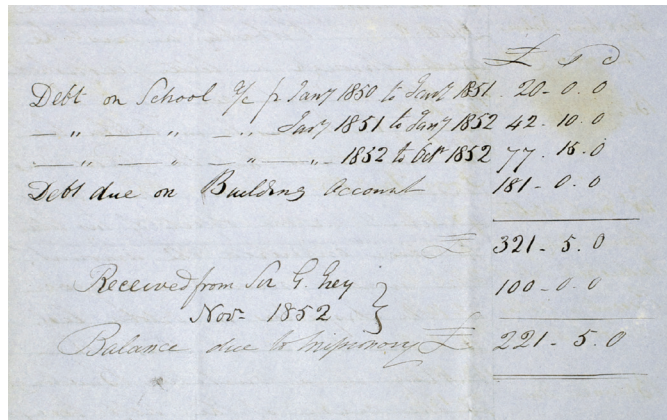 £ s d
Debt on School a/c fr Jany 1850 to Jany 1851. 20 - 0. 0
— " — " — " Jany 1851 to Jany 1852 42 - 10. 0
— " — " — " — " 1852 to Octr 1852 77. 15. 0
Debt due on Building Account 181 - 0. 0
£ 321 - 5. 0
Received from Sir G. Grey 100 - 0. 0
Novr 1852 }
Balance due to Missionary £ 221 - 5. 0